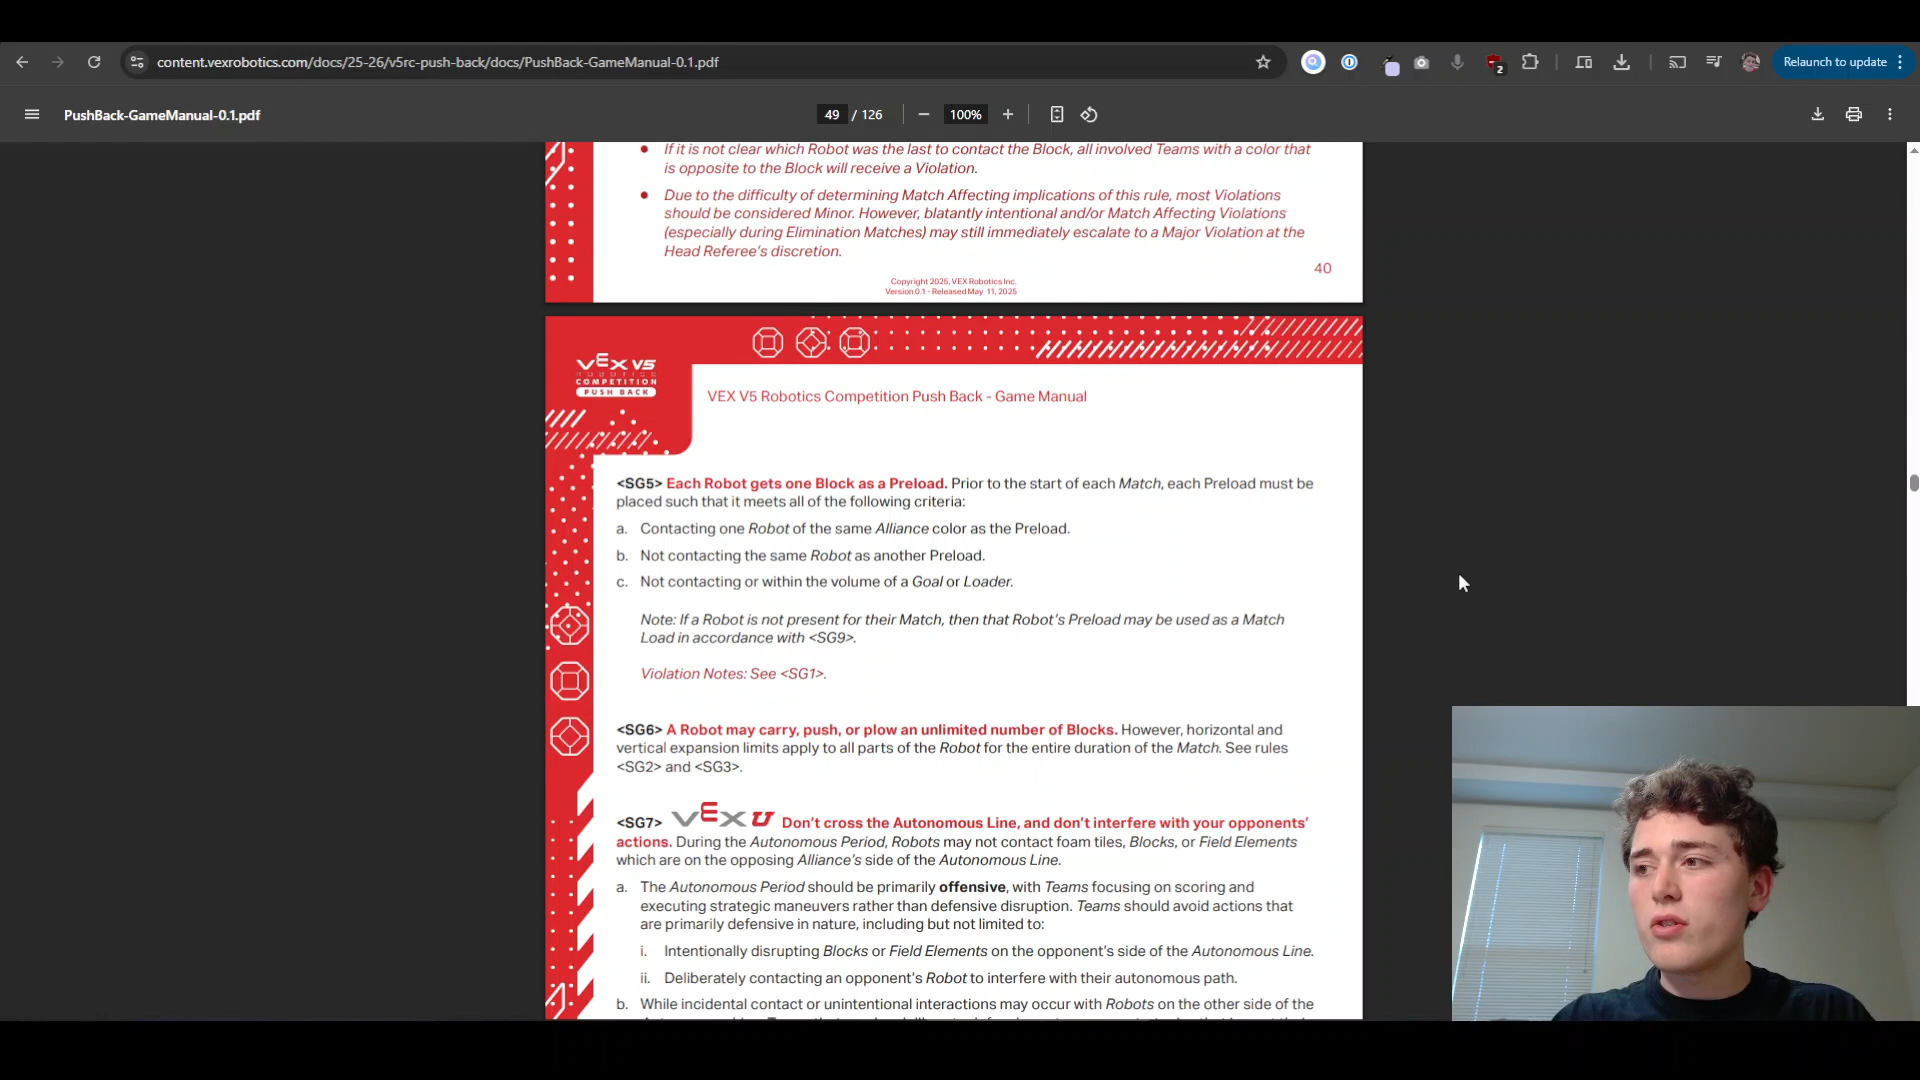 content.vexrobotics.com/docs/25-26/v5rc-push-back/docs/PushBack-GameManual-0.1.pdf
2
Relaunch to update
PushBack-GameManual-0.1.pdf
49 / 126
100%
If it is not clear which Robot was the last to contact the Block, all involved Teams with a color that
is opposite to the Block will receive a Violation.
Due to the difficulty of determining Match Affecting implications of this rule, most Violations
should be considered Minor. However, blatantly intentional and/or Match Affecting Violations
(especially during Elimination Matches) may still immediately escalate to a Major Violation at the
Head Referee's discretion.
40
Copyright 2025, VEX Robotics Inc.
Version 0.1 - Released May 11, 2025
VEX V5
ROBOTICS
COMPETITION
PUSH BACK
VEX V5 Robotics Competition Push Back - Game Manual
<SG5> Each Robot gets one Block as a Preload. Prior to the start of each Match, each Preload must be
placed such that it meets all of the following criteria:
a. Contacting one Robot of the same Alliance color as the Preload.
b. Not contacting the same Robot as another Preload.
c. Not contacting or within the volume of a Goal or Loader.
Note: If a Robot is not present for their Match, then that Robot's Preload may be used as a Match
Load in accordance with <SG9>.
Violation Notes: See <SG1>.
<SG6> A Robot may carry, push, or plow an unlimited number of Blocks. However, horizontal and
vertical expansion limits apply to all parts of the Robot for the entire duration of the Match. See rules
<SG2> and <SG3>.
<SG7> VEX U Don't cross the Autonomous Line, and don't interfere with your opponents'
actions. During the Autonomous Period, Robots may not contact foam tiles, Blocks, or Field Elements
which are on the opposing Alliance's side of the Autonomous Line.
a. The Autonomous Period should be primarily offensive, with Teams focusing on scoring and
executing strategic maneuvers rather than defensive disruption. Teams should avoid actions that
are primarily defensive in nature, including but not limited to:
i. Intentionally disrupting Blocks or Field Elements on the opponent's side of the Autonomous Line.
ii. Deliberately contacting an opponent's Robot to interfere with their autonomous path.
b. While incidental contact or unintentional interactions may occur with Robots on the other side of the